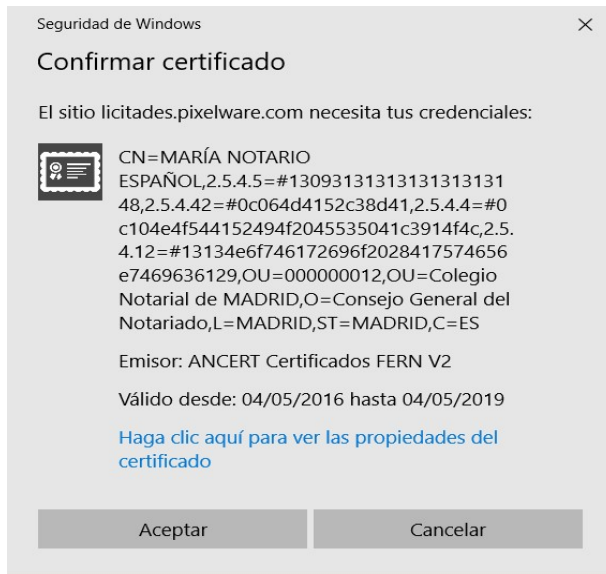 Seguridad de Windows
Confirmar certificado
El sitio licitades.pixelware.com necesita tus credenciales:
CN=MARÍA NOTARIO
ESPAÑOL,2.5.4.5=#13093131313131313131
48,2.5.4.42=#0c064d4152c38d41,2.5.4.4=#0
c104e4f544152494f2045535041c3914f4c,2.5.
4.12=#13134e6f746172696f2028417574656
e7469636129,OU=000000012,OU=Colegio
Notarial de MADRID,O=Consejo General del
Notariado,L=MADRID,ST=MADRID,C=ES
Emisor: ANCERT Certificados FERN V2
Válido desde: 04/05/2016 hasta 04/05/2019
Haga clic aquí para ver las propiedades del
certificado
Aceptar
Cancelar